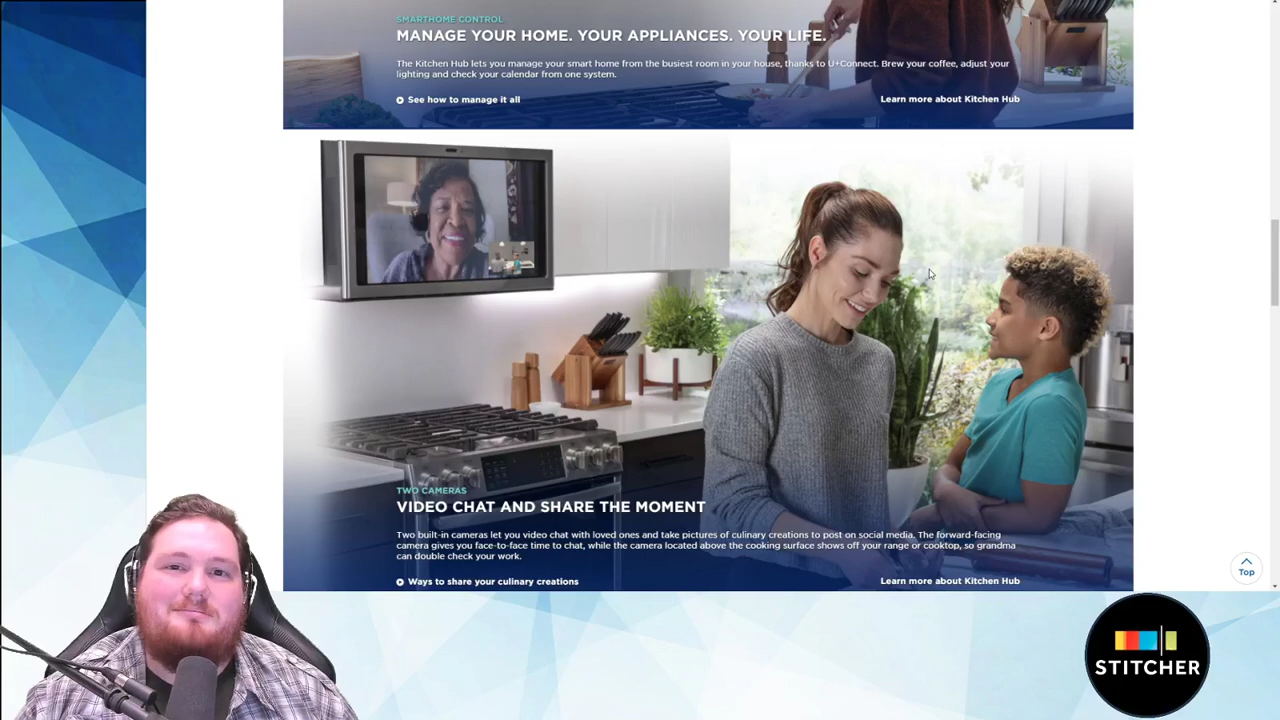 SMARTHOME CONTROL
MANAGE YOUR HOME. YOUR APPLIANCES. YOUR LIFE.
The Kitchen Hub lets you manage your smart home from the busiest room in your house, thanks to U+Connect. Brew your coffee, adjust your
lighting and check your calendar from one system.
See how to manage it all
Learn more about Kitchen Hub
TWO CAMERAS
VIDEO CHAT AND SHARE THE MOMENT
Two built-in cameras let you video chat with loved ones and take pictures of culinary creations to post on social media. The forward-facing
camera gives you face-to-face time to chat, while the camera located above the cooking surface shows off your range or cooktop, so grandma
can double check your work.
Ways to share your culinary creations
Learn more about Kitchen Hub
Top
STITCHER